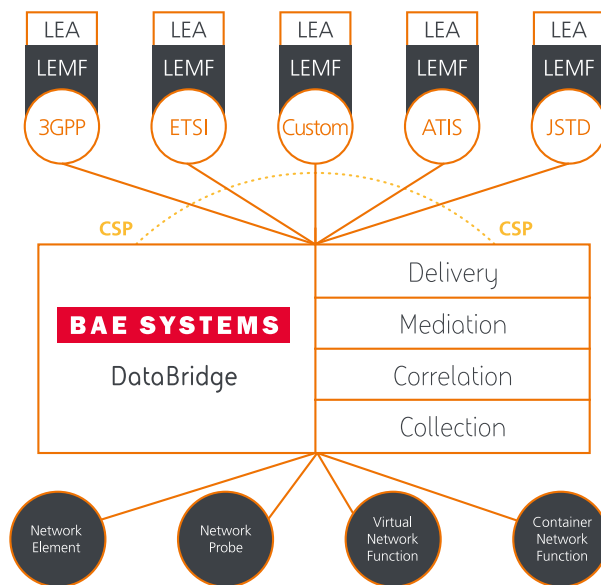 LEA LEA LEA LEA LEA
LEMF LEMF LEMF LEMF LEMF
3GPP ETSI Custom ATIS JSTD
CSP CSP
BAE SYSTEMS
DataBridge
Delivery
Mediation
Correlation
Collection
Network
Element
Network
Probe
Virtual
Network
Function
Container
Network
Function